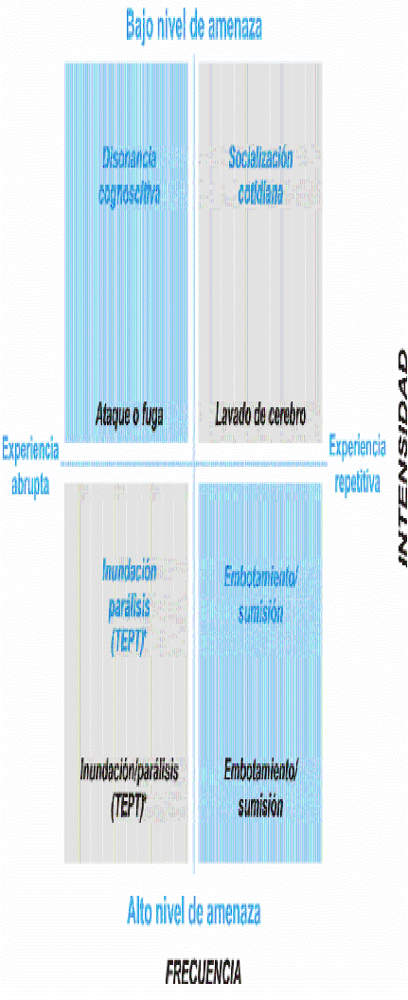 Bajo nivel de amenaza
Disonancia
cognoscitiva
Socialización
cotidiana
Ataque o fuga
Lavado de cerebro
Experiencia
abrupta
Experiencia
repetitiva
INTENSIDAD
Inundación
parálisis
(TEPT)*
Embotamiento/
sumisión
Inundación/parálisis
(TEPT)*
Embotamiento/
sumisión
Alto nivel de amenaza
FRECUENCIA